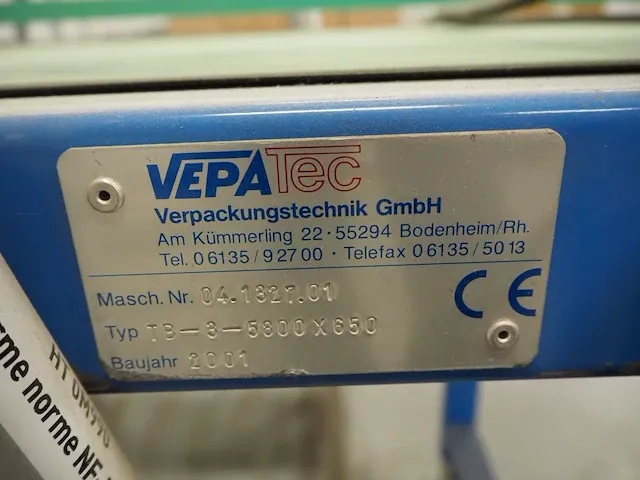 VEPATEC
Verpackungstechnik GmbH
Am Kümmerling 22 · 55294 Bodenheim/Rh.
Tel. 06135/92700 · Telefax 06135/5013
Masch. Nr. 04.1327.01
Typ TB-3-5800X650
Baujahr 2001
CE
norme NF